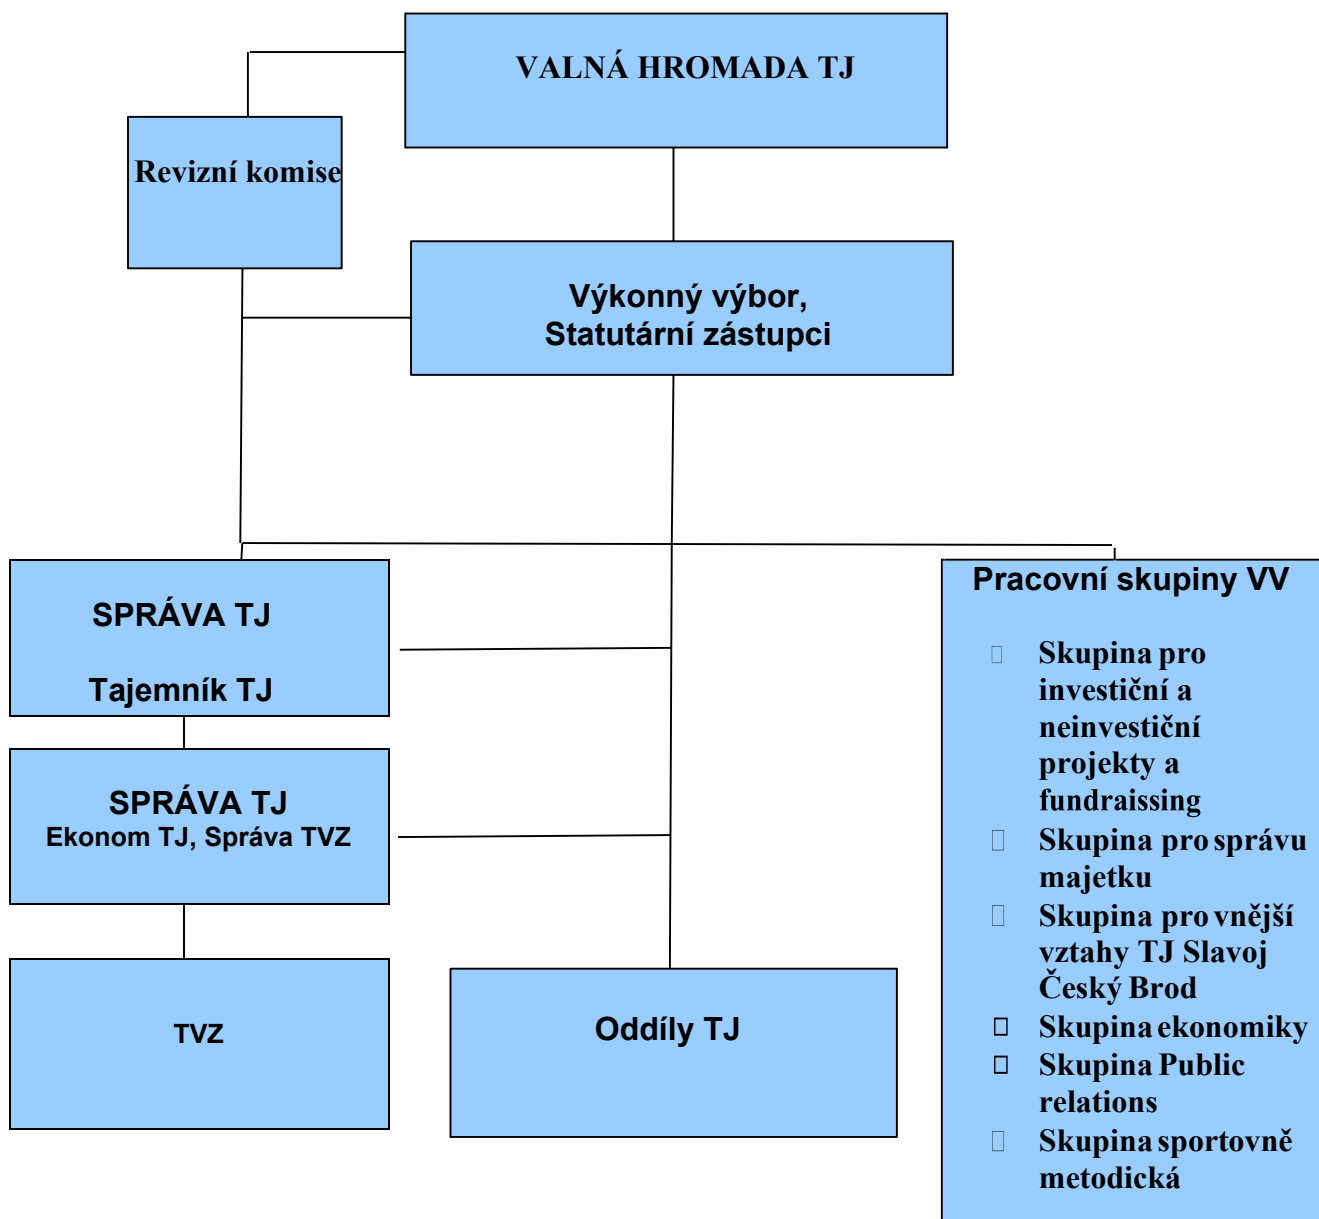 VALNÁ HROMADA TJ
Revizní komise
Výkonný výbor,
Statutární zástupci
SPRÁVA TJ
Tajemník TJ
SPRÁVA TJ
Ekonom TJ, Správa TVZ
TVZ
Oddíly TJ
Pracovní skupiny VV
Skupina pro
investiční a
neinvestiční
projekty a
fundraissing
Skupina pro správu
majetku
Skupina pro vnější
vztahy TJ Slavoj
Český Brod
Skupina ekonomiky
Skupina Public
relations
Skupina sportovně
metodická